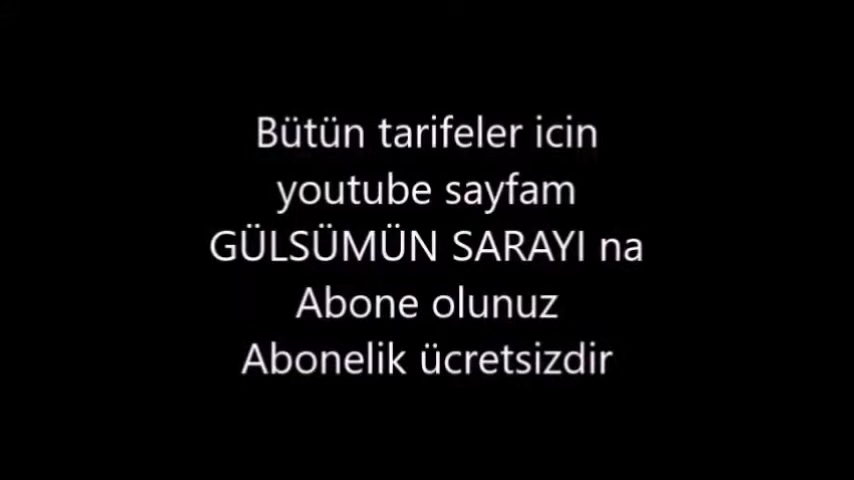 Bütün tarifeler icin
youtube sayfam
GÜLSÜMÜN SARAYI na
Abone olunuz
Abonelik ücretsizdir